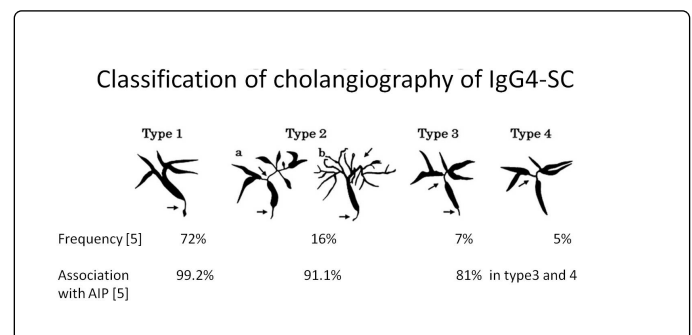 Classification of cholangiography of IgG4-SC
Type 1 Type 2 Type 3 Type 4
a b
Frequency [5] 72% 16% 7% 5%
Association 99.2% 91.1% 81% in type3 and 4
with AIP [5]